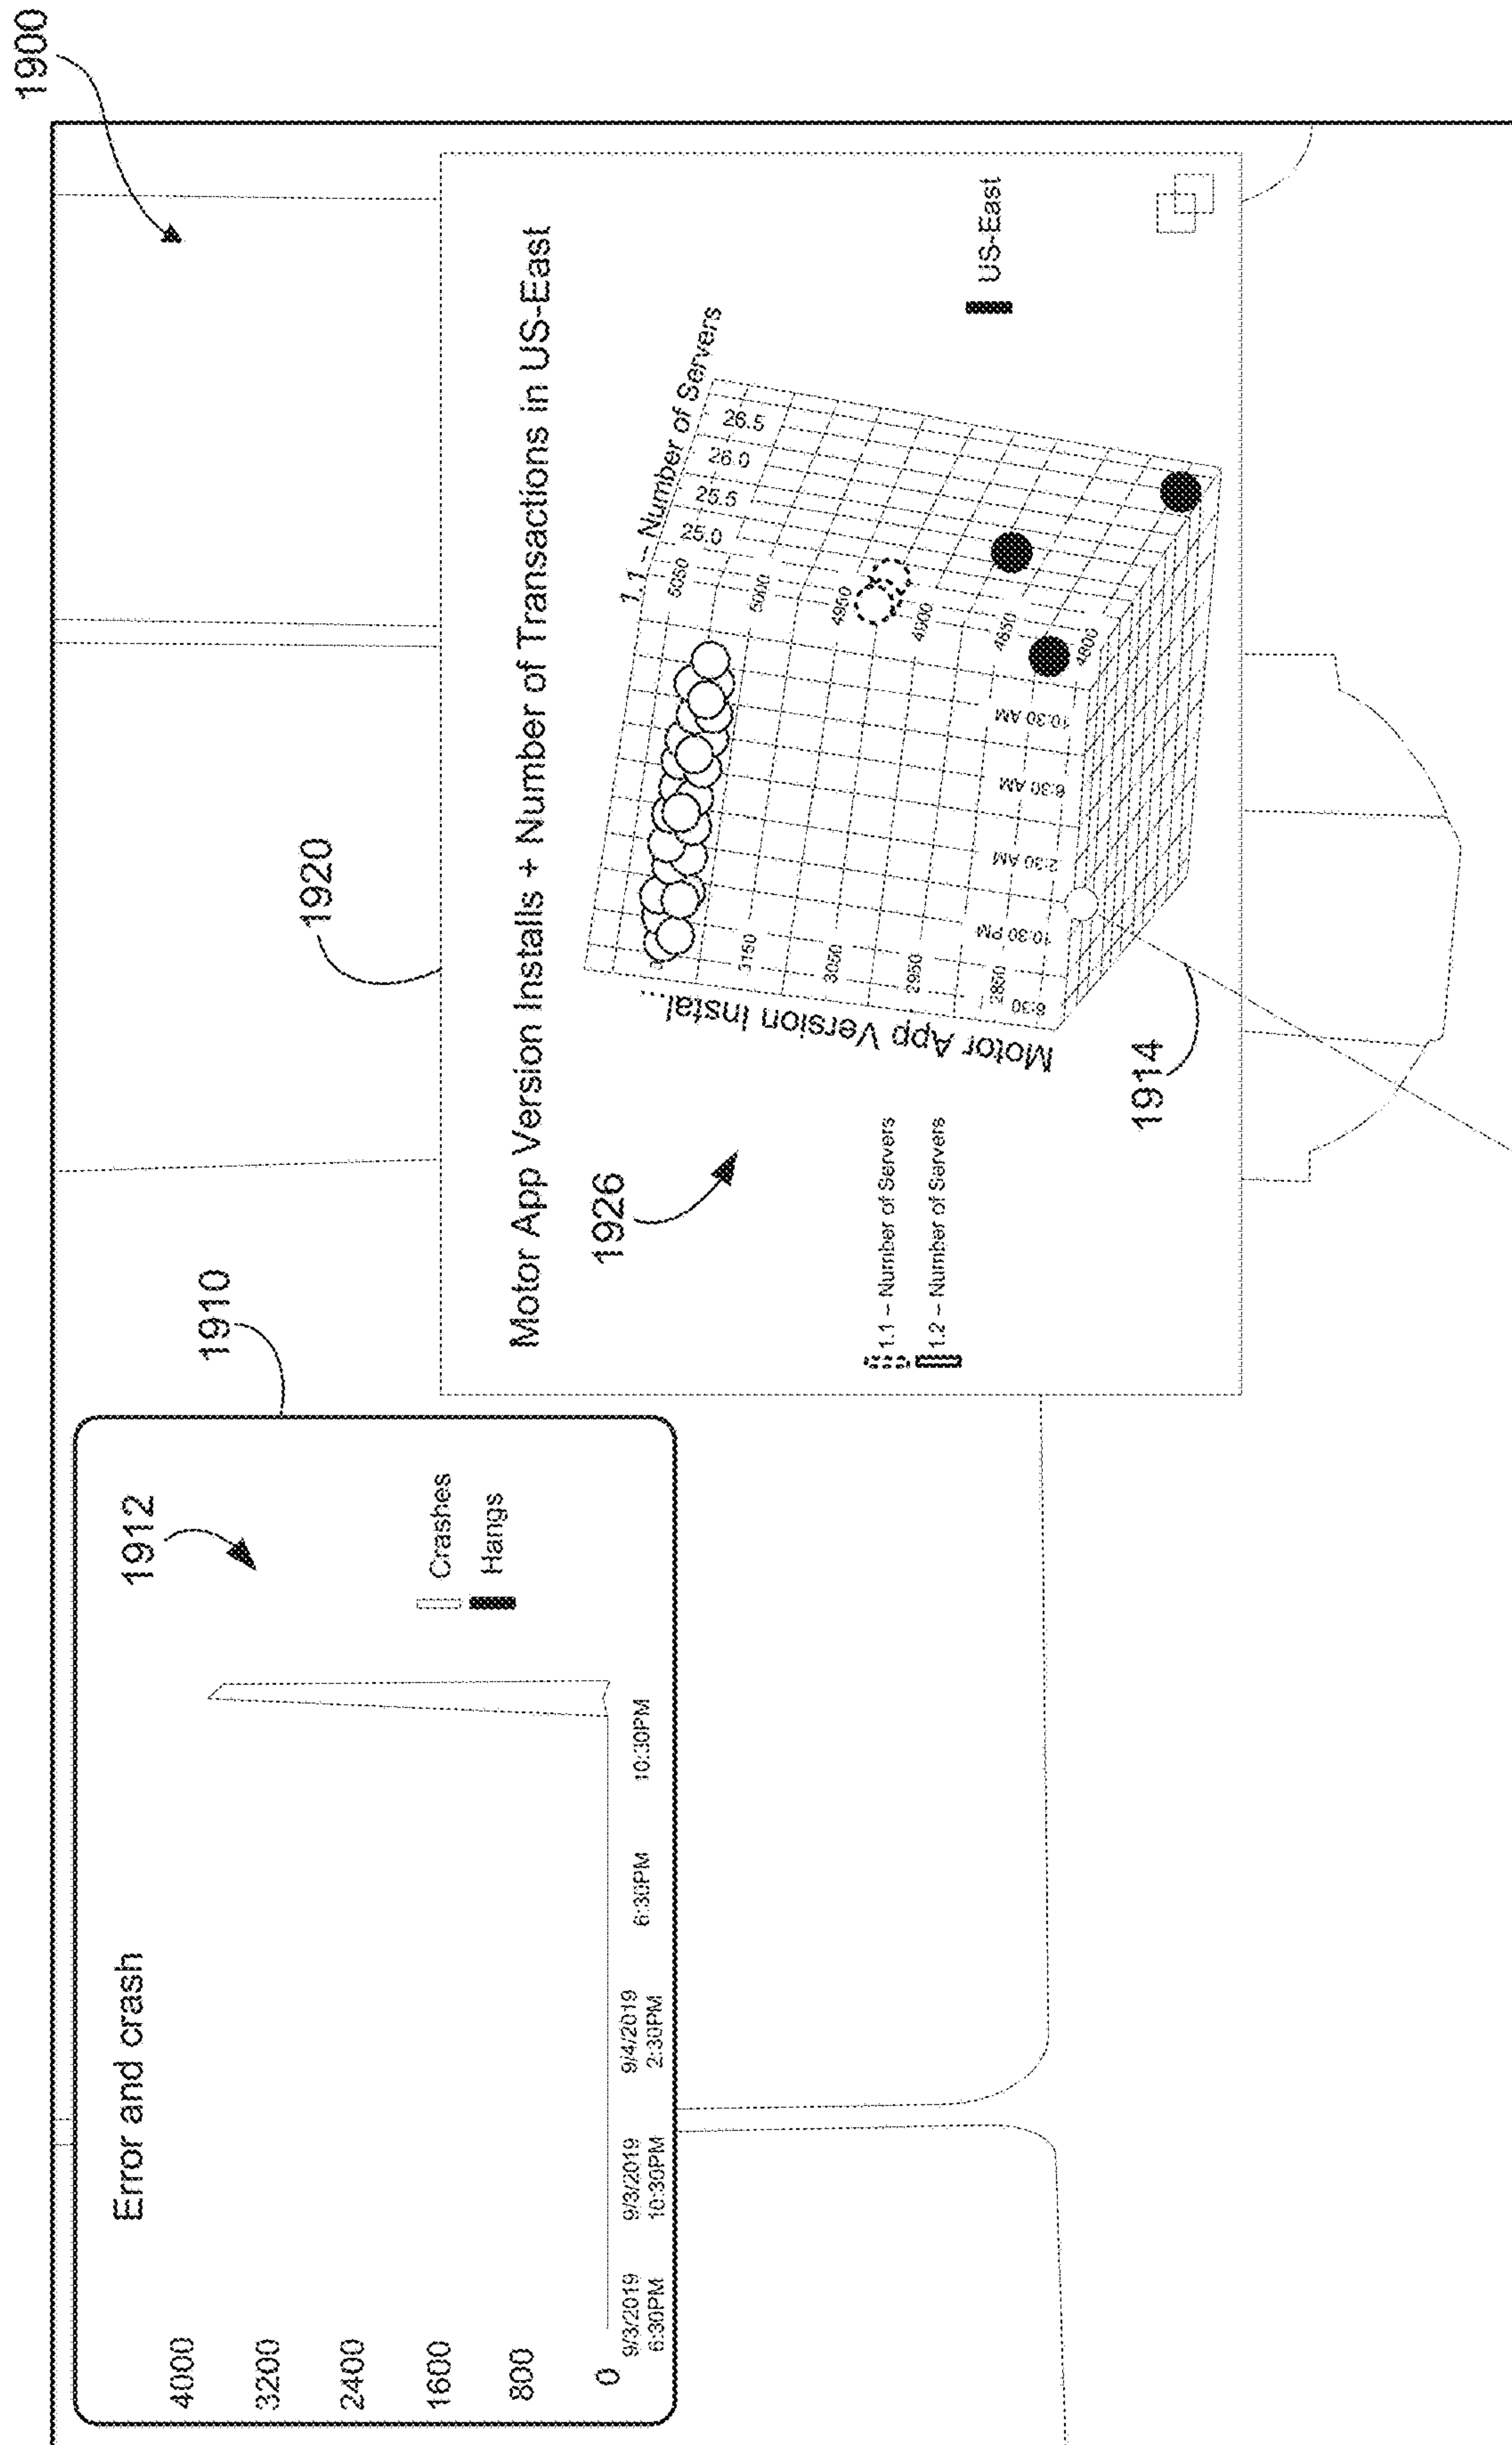 1900
1910
1912
Error and crash
4000
3200
2400
1600
800
0
9/3/2019
6:30PM
9/3/2019
10:30PM
9/4/2019
2:30PM
6:30PM
10:30PM
Crashes
Hangs
1920
Motor App Version Installs + Number of Transactions in US-East
1926
1.1 – Number of Servers
1.2 – Number of Servers
Motor App Version Instal...
1.1 – Number of Servers
25.0
25.5
26.0
26.5
5050
5000
4950
4900
4850
4800
3150
3050
2950
2850
6:30
10:30 PM
2:30 AM
6:30 AM
10:30 AM
US-East
1914